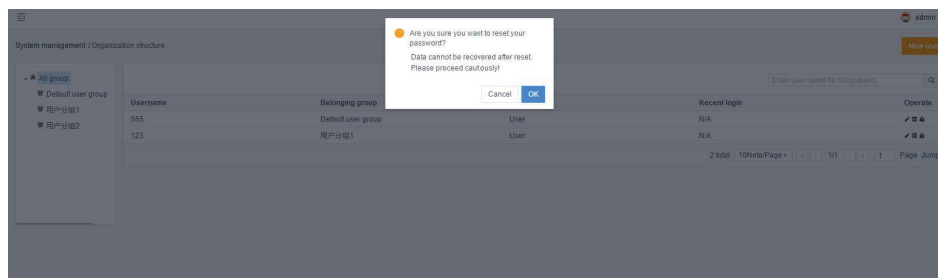 admin
System management / Organization structure
New use
Are you sure you want to reset your
password?
Data cannot be recovered after reset.
Please proceed cautiously!
Cancel OK
All group
Default user group
用户分组1
用户分组2
Enter user name for fuzzy query
Username Belonging group Recent login Operate
555 Default user group User N/A
123 用户分组1 User N/A
2 total 10Note/Page 1/1 1 Page Jump